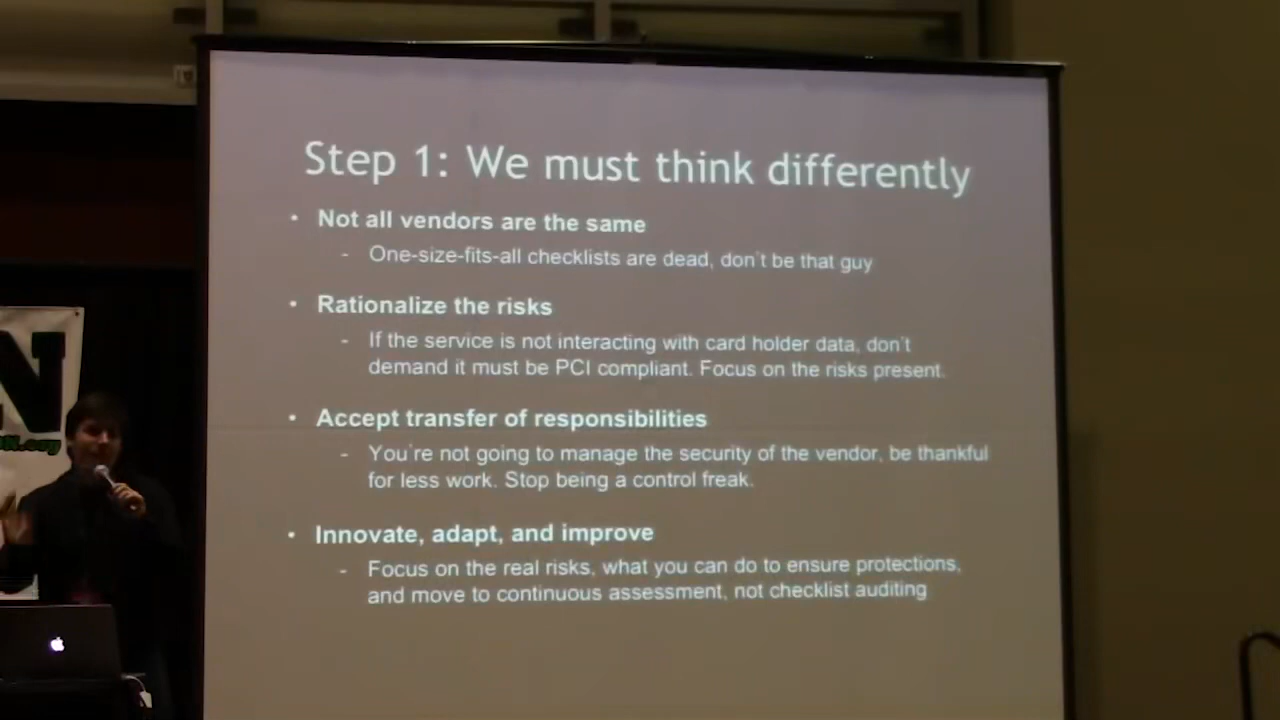 Step 1: We must think differently
• Not all vendors are the same
- One-size-fits-all checklists are dead, don't be that guy
• Rationalize the risks
- If the service is not interacting with card holder data, don't
demand it must be PCI compliant. Focus on the risks present.
• Accept transfer of responsibilities
- You're not going to manage the security of the vendor, be thankful
for less work. Stop being a control freak.
• Innovate, adapt, and improve
- Focus on the real risks, what you can do to ensure protections,
and move to continuous assessment, not checklist auditing
N
N.org